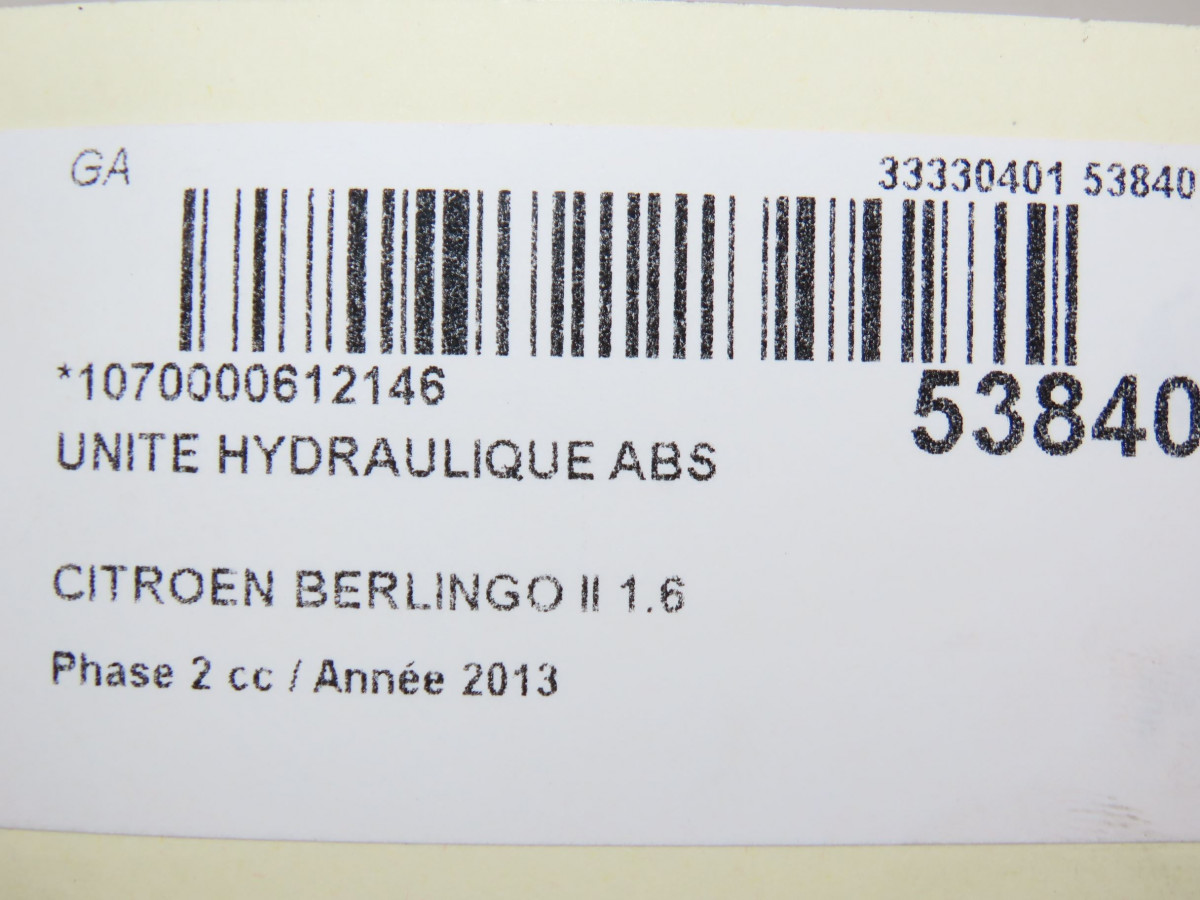 GA
33330401 53840
*1070000612146
53840
UNITE HYDRAULIQUE ABS
CITROEN BERLINGO II 1.6
Phase 2 cc / Année 2013